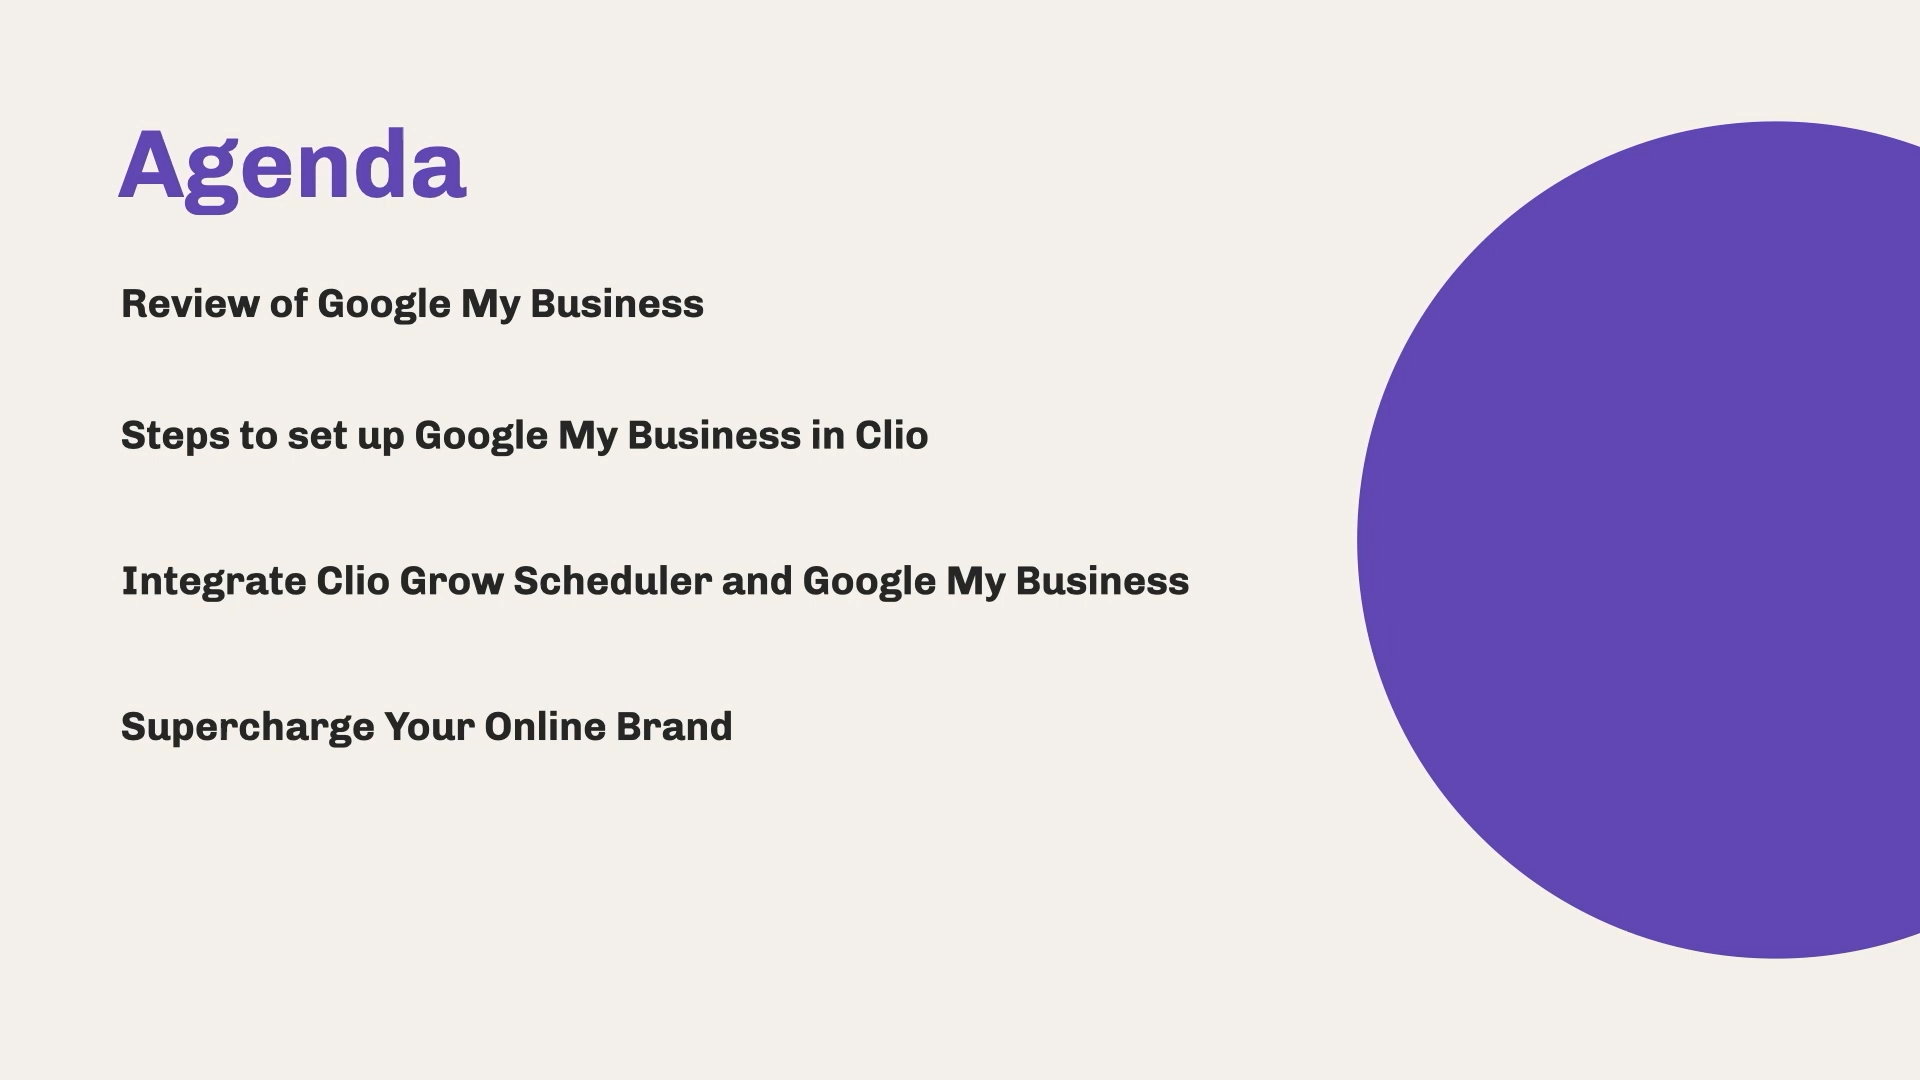 Agenda
Review of Google My Business
Steps to set up Google My Business in Clio
Integrate Clio Grow Scheduler and Google My Business
Supercharge Your Online Brand